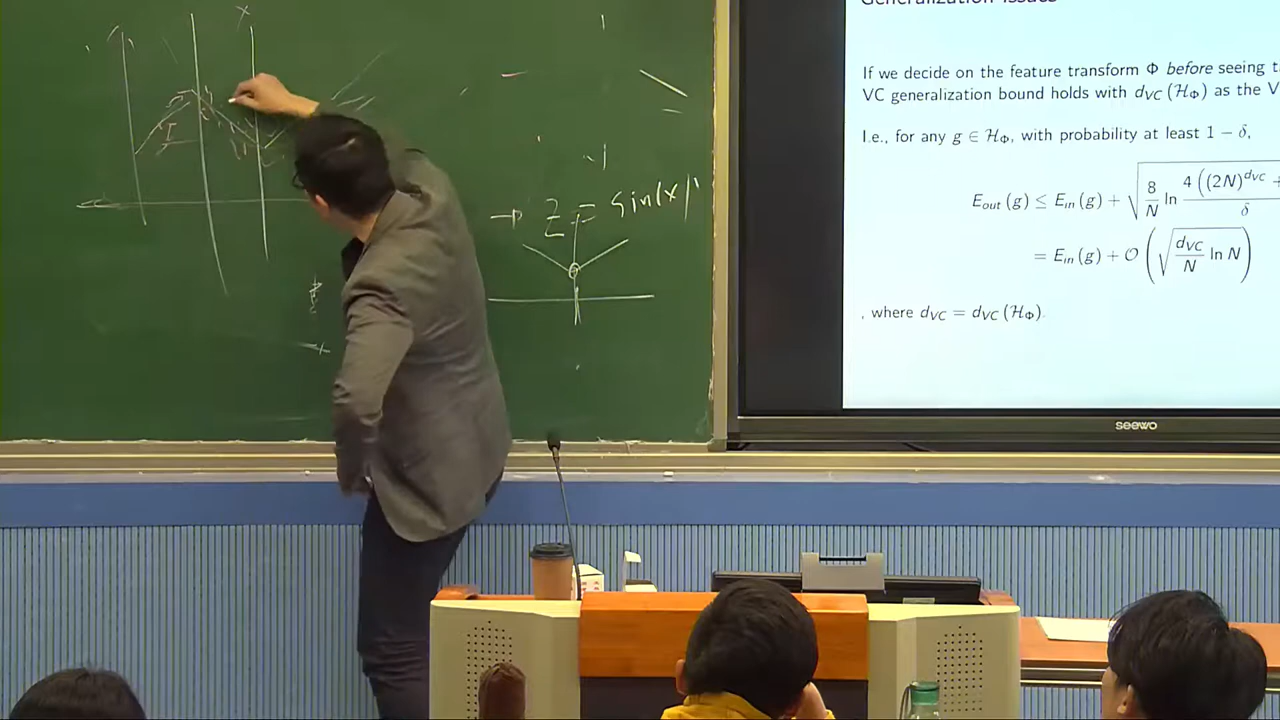 x
I
z = sin(x)
Generalization issues
If we decide on the feature transform Φ before seeing
VC generalization bound holds with d_VC (H_Φ) as the V
I.e., for any g ∈ H_Φ, with probability at least 1 − δ,
E_out (g) ≤ E_in (g) + √ 8/N ln 4 ((2N)^d_VC + / δ
= E_in (g) + O (√ d_VC/N ln N)
, where d_VC = d_VC (H_Φ).
seewo